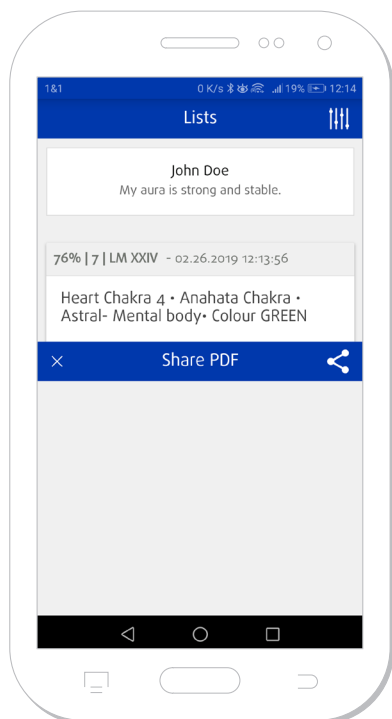 1&1 0 K/s 19% 12:14
Lists
John Doe
My aura is strong and stable.
76% | 7 | LM XXIV - 02.26.2019 12:13:56
Heart Chakra 4 • Anahata Chakra •
Astral- Mental body• Colour GREEN
Share PDF